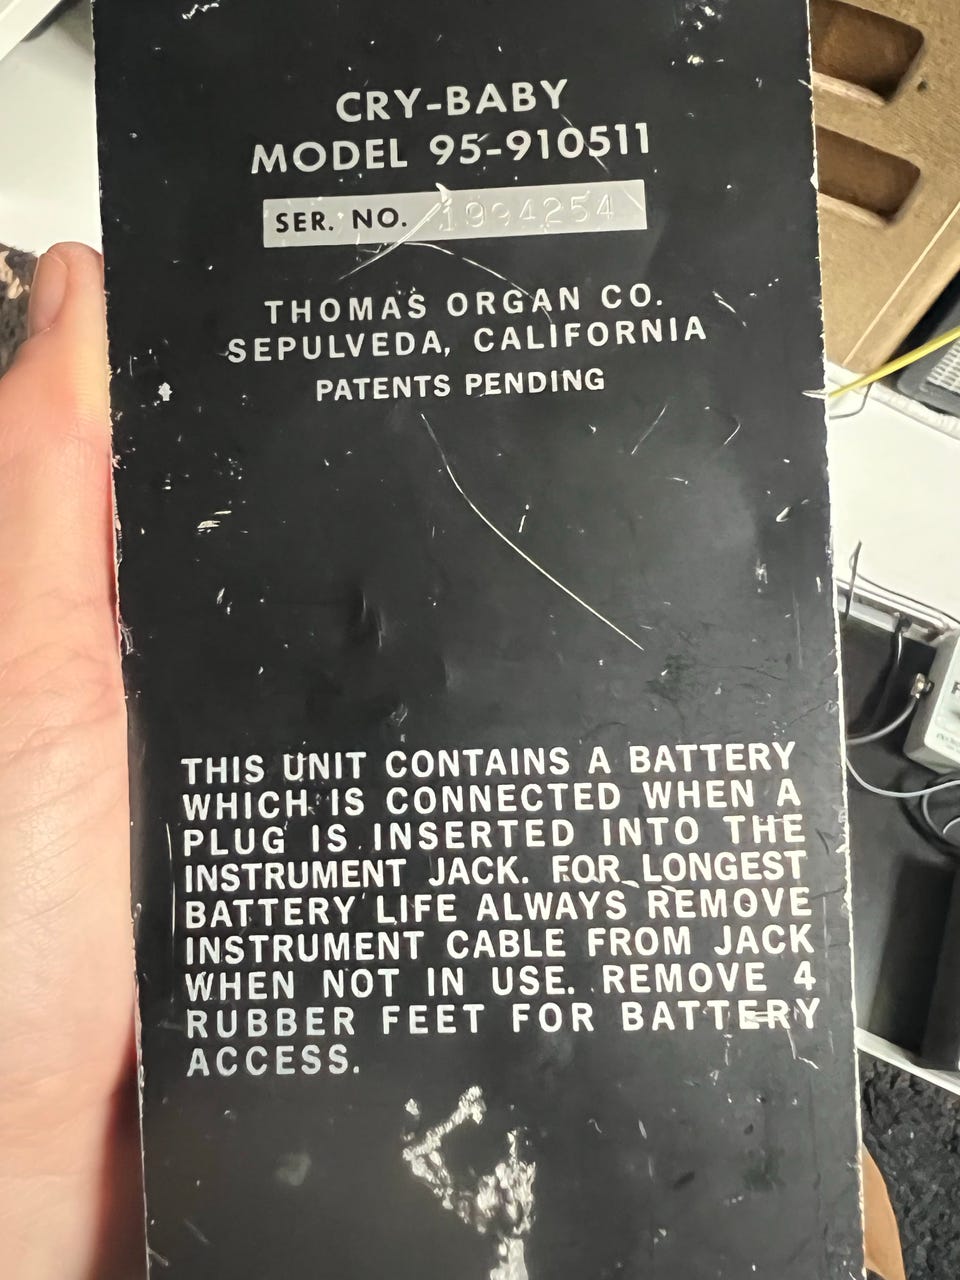 CRY-BABY
MODEL 95-910511
SER. NO. 1994254
THOMAS ORGAN CO.
SEPULVEDA, CALIFORNIA
PATENTS PENDING
THIS UNIT CONTAINS A BATTERY
WHICH IS CONNECTED WHEN A
PLUG IS INSERTED INTO THE
INSTRUMENT JACK. FOR LONGEST
BATTERY LIFE ALWAYS REMOVE
INSTRUMENT CABLE FROM JACK
WHEN NOT IN USE. REMOVE 4
RUBBER FEET FOR BATTERY
ACCESS.